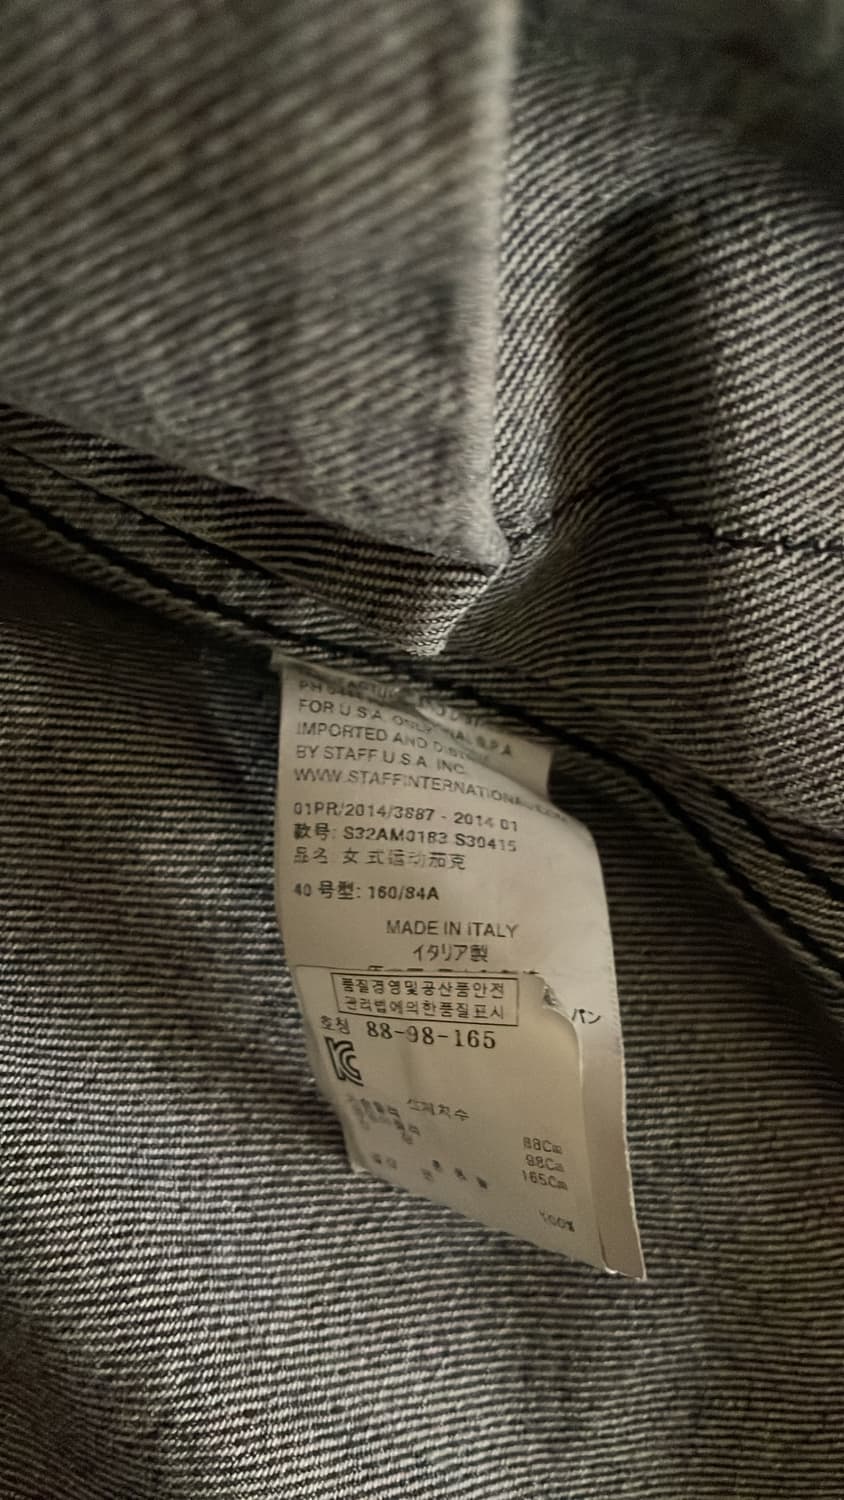 FOR U.S.A. ONLY
IMPORTED AND
BY STAFF U.S.A. INC.
WWW.STAFFINTERNATIONAL.COM
01PR/2014/3887 - 2014 01
款号: S32AM0183 S30415
品名 女式运动茄克
40 号型: 160/84A
MADE IN ITALY
イタリア製
품질경영및공산품안전
관리법에의한품질표시
パン
호칭 88-98-165
88Cm
98Cm
165Cm
100%